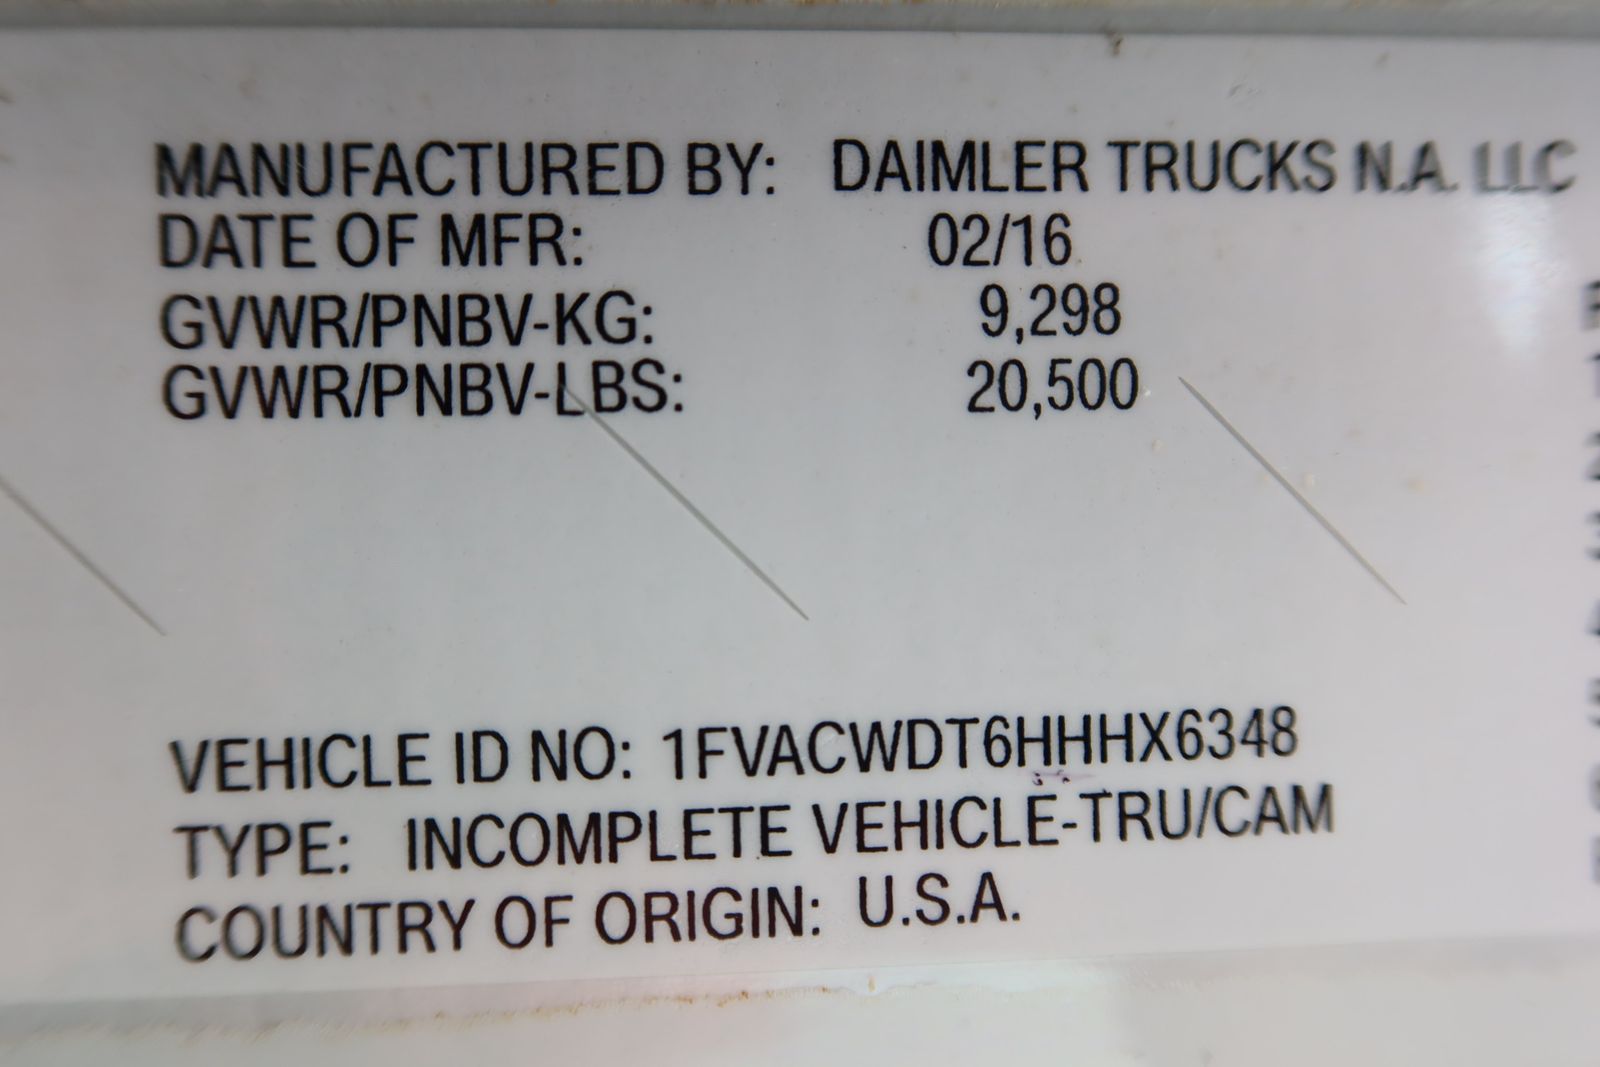 MANUFACTURED BY: DAIMLER TRUCKS N.A. LLC
DATE OF MFR: 02/16
GVWR/PNBV-KG: 9,298
GVWR/PNBV-LBS: 20,500
VEHICLE ID NO: 1FVACWDT6HHHX6348
TYPE: INCOMPLETE VEHICLE-TRU/CAM
COUNTRY OF ORIGIN: U.S.A.